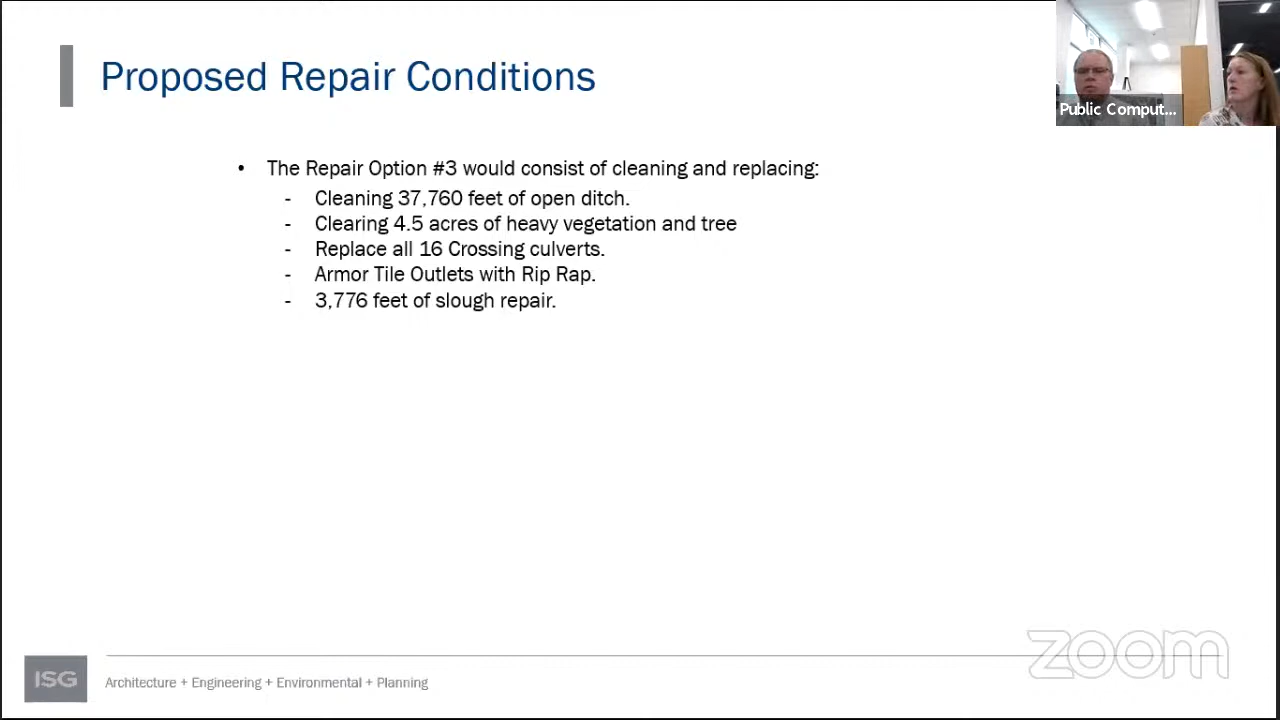 Proposed Repair Conditions
Public Comput...
• The Repair Option #3 would consist of cleaning and replacing:
- Cleaning 37,760 feet of open ditch.
- Clearing 4.5 acres of heavy vegetation and tree
- Replace all 16 Crossing culverts.
- Armor Tile Outlets with Rip Rap.
- 3,776 feet of slough repair.
zoom
ISG
Architecture + Engineering + Environmental + Planning